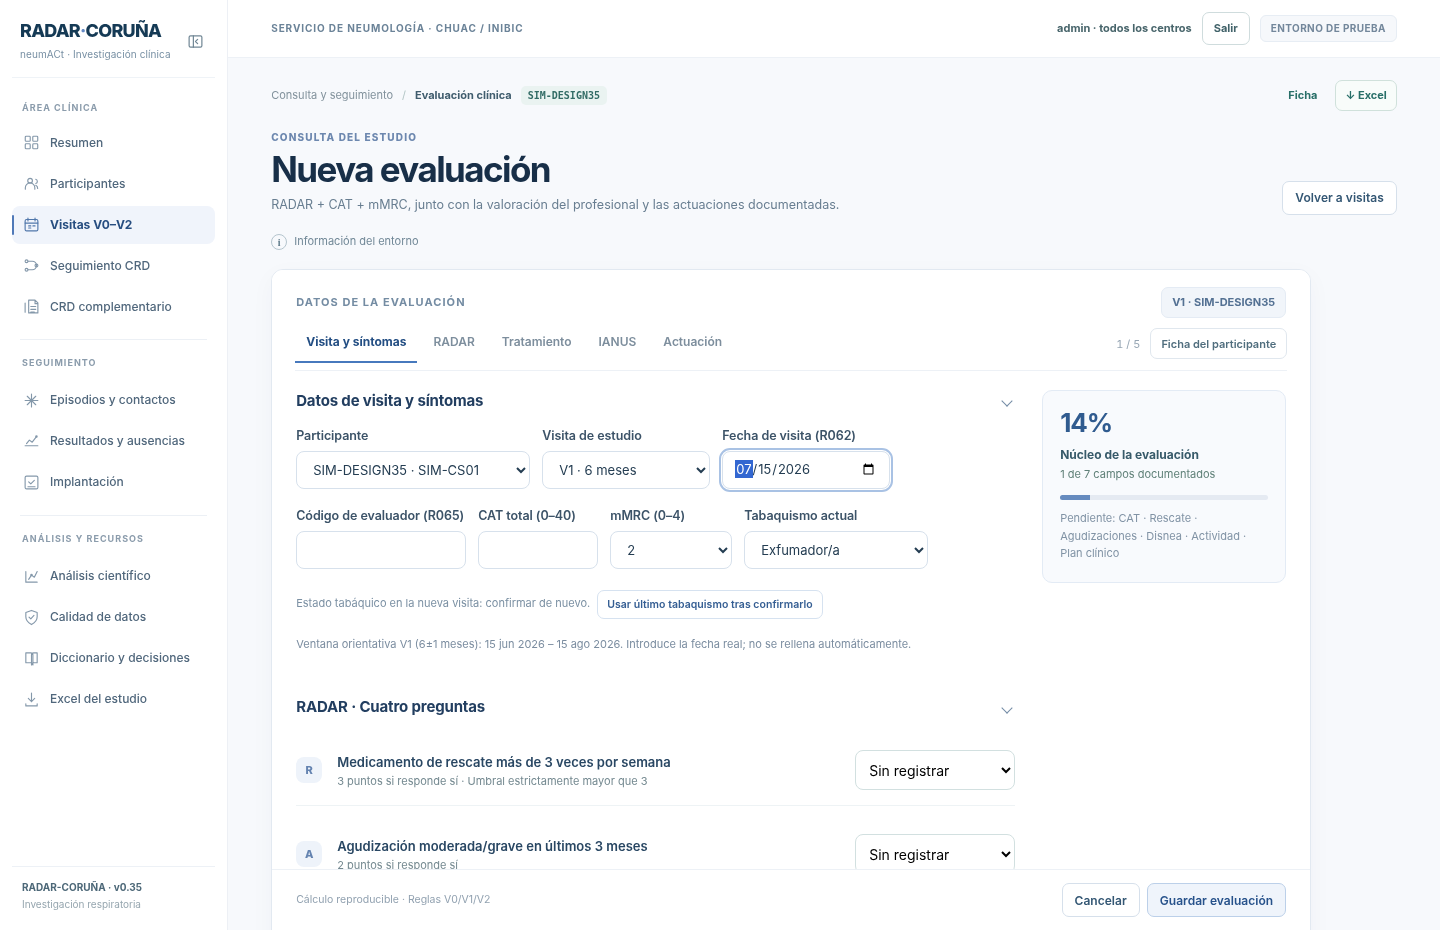 RADAR·CORUÑA
neumACt · Investigación clínica
ÁREA CLÍNICA
Resumen
Participantes
Visitas V0–V2
Seguimiento CRD
CRD complementario
SEGUIMIENTO
Episodios y contactos
Resultados y ausencias
Implantación
ANÁLISIS Y RECURSOS
Análisis científico
Calidad de datos
Diccionario y decisiones
Excel del estudio
RADAR-CORUÑA · v0.35
Investigación respiratoria
SERVICIO DE NEUMOLOGÍA · CHUAC / INIBIC
admin · todos los centros
Salir
ENTORNO DE PRUEBA
Consulta y seguimiento / Evaluación clínica SIM-DESIGN35
Ficha
↓ Excel
CONSULTA DEL ESTUDIO
Nueva evaluación
RADAR + CAT + mMRC, junto con la valoración del profesional y las actuaciones documentadas.
Volver a visitas
i Información del entorno
DATOS DE LA EVALUACIÓN
V1 · SIM-DESIGN35
Visita y síntomas
RADAR
Tratamiento
IANUS
Actuación
1 / 5
Ficha del participante
Datos de visita y síntomas
Participante
Visita de estudio
Fecha de visita (R062)
SIM-DESIGN35 · SIM-CS01
V1 · 6 meses
07/15/2026
Código de evaluador (R065)
CAT total (0–40)
mMRC (0–4)
Tabaquismo actual
2
Exfumador/a
Estado tabáquico en la nueva visita: confirmar de nuevo.
Usar último tabaquismo tras confirmarlo
Ventana orientativa V1 (6±1 meses): 15 jun 2026 – 15 ago 2026. Introduce la fecha real; no se rellena automáticamente.
14%
Núcleo de la evaluación
1 de 7 campos documentados
Pendiente: CAT · Rescate ·
Agudizaciones · Disnea · Actividad ·
Plan clínico
RADAR · Cuatro preguntas
R
Medicamento de rescate más de 3 veces por semana
3 puntos si responde sí · Umbral estrictamente mayor que 3
Sin registrar
A
Agudización moderada/grave en últimos 3 meses
2 puntos si responde sí
Sin registrar
Cálculo reproducible · Reglas V0/V1/V2
Cancelar
Guardar evaluación